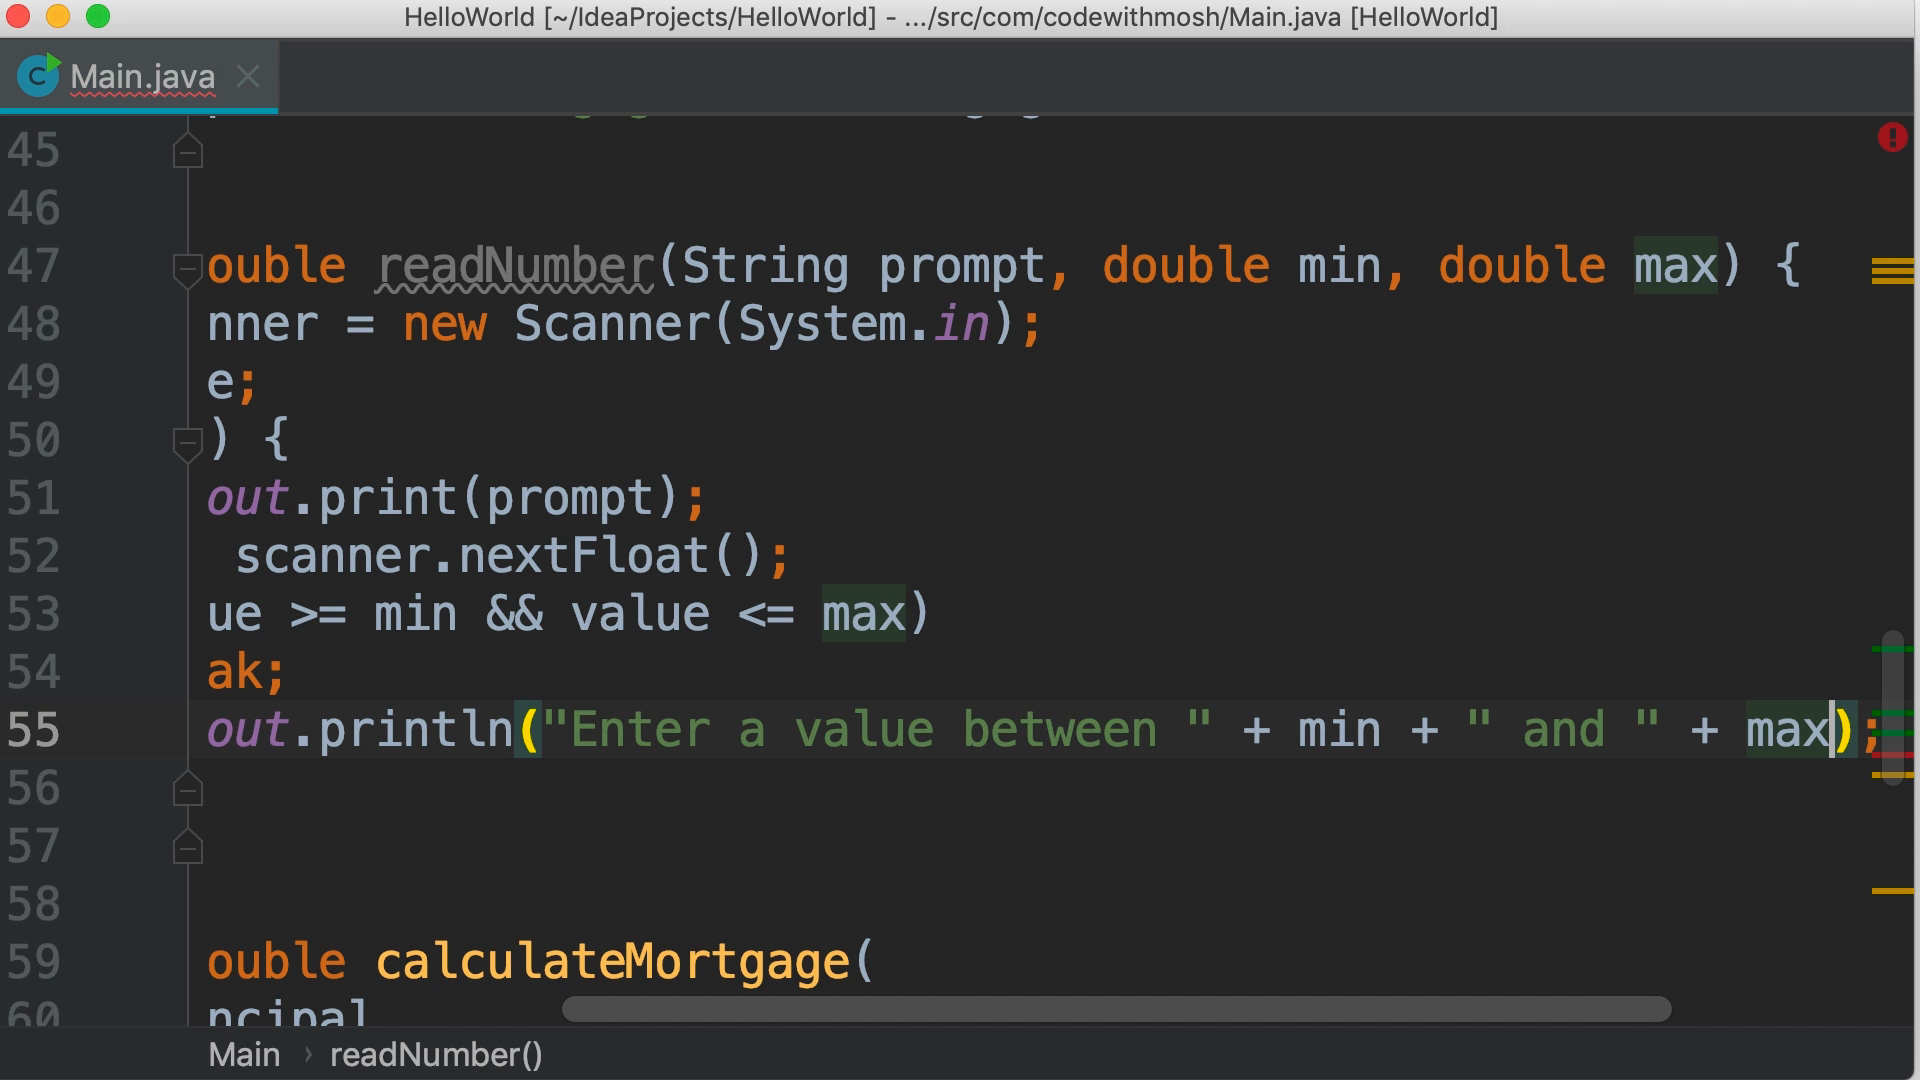 HelloWorld [~/IdeaProjects/HelloWorld] - .../src/com/codewithmosh/Main.java [HelloWorld]
Main.java
45
46
47 ouble readNumber(String prompt, double min, double max) {
48 nner = new Scanner(System.in);
49 e;
50 ) {
51 out.print(prompt);
52 scanner.nextFloat();
53 ue >= min && value <= max)
54 ak;
55 out.println("Enter a value between " + min + " and " + max);
56
57
58
59 ouble calculateMortgage(
60 ncipal
Main › readNumber()